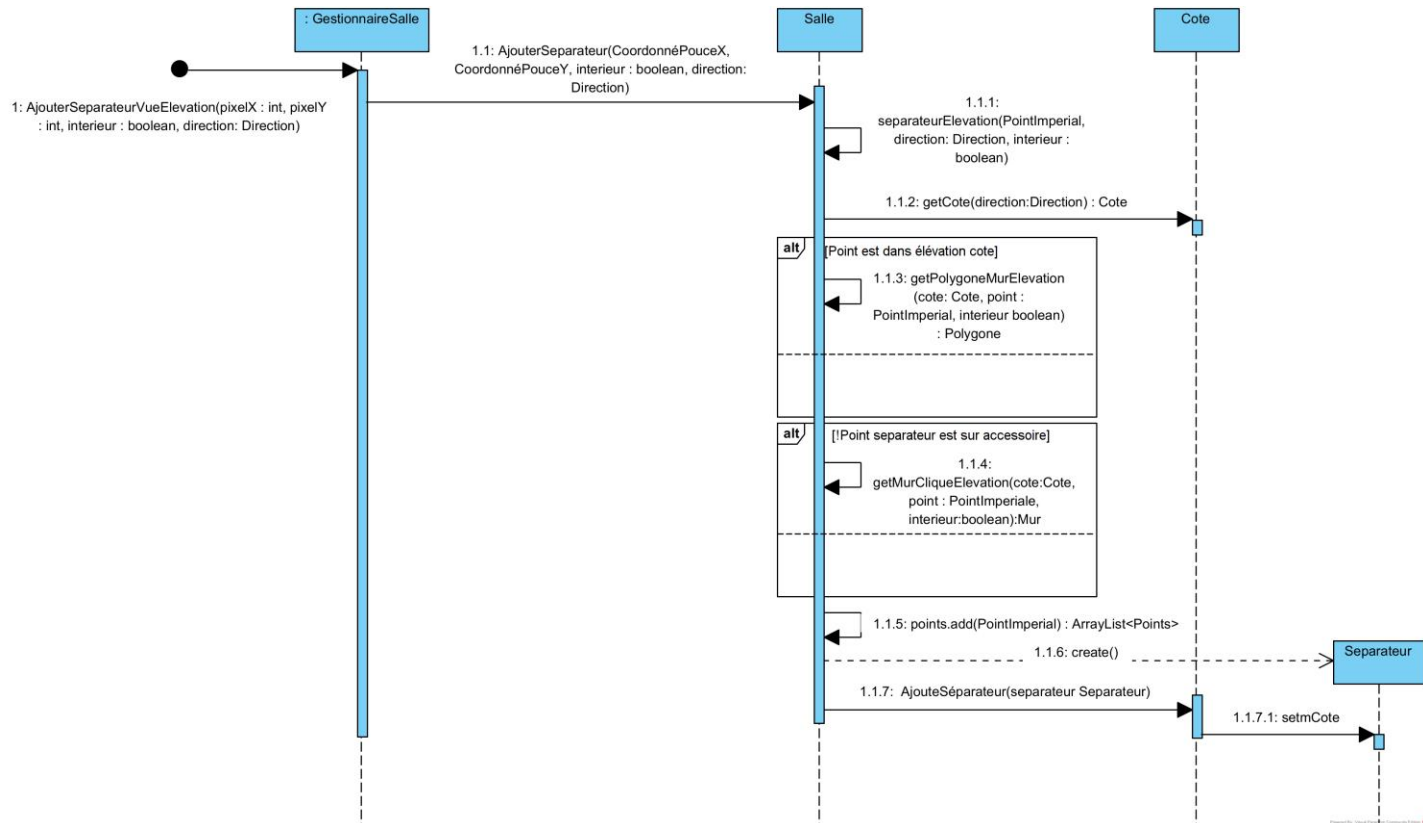 : GestionnaireSalle
Salle
Cote
1: AjouterSeparateurVueElevation(pixelX : int, pixelY
: int, interieur : boolean, direction: Direction)
1.1: AjouterSeparateur(CoordonnéPouceX,
CoordonnéPouceY, interieur : boolean, direction:
Direction)
1.1.1:
separateurElevation(PointImperial,
direction: Direction, interieur :
boolean)
1.1.2: getCote(direction:Direction) : Cote
alt
[Point est dans élévation cote]
1.1.3: getPolygoneMurElevation
(cote: Cote, point :
PointImperial, interieur boolean)
: Polygone
alt
[!Point separateur est sur accessoire]
1.1.4:
getMurCliqueElevation(cote:Cote,
point : PointImperiale,
interieur:boolean):Mur
1.1.5: points.add(PointImperial) : ArrayList<Points>
1.1.6: create()
Separateur
1.1.7: AjouteSéparateur(separateur Separateur)
1.1.7.1: setmCote